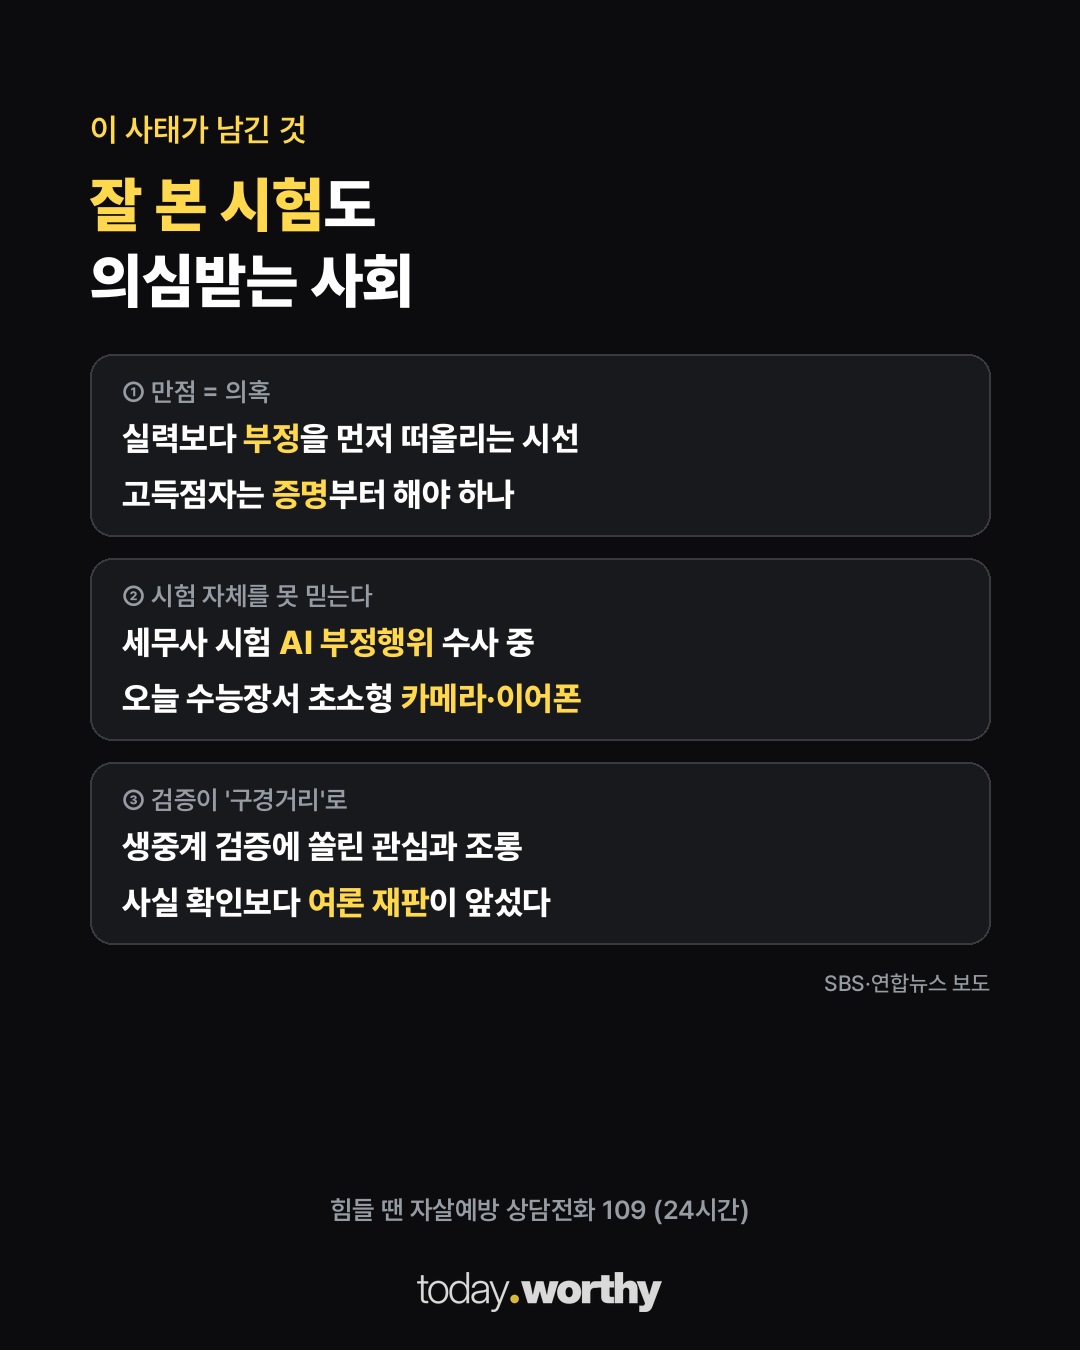 이 사태가 남긴 것
잘 본 시험도
의심받는 사회
① 만점 = 의혹
실력보다 부정을 먼저 떠올리는 시선
고득점자는 증명부터 해야 하나
② 시험 자체를 못 믿는다
세무사 시험 AI 부정행위 수사 중
오늘 수능장서 초소형 카메라·이어폰
③ 검증이 '구경거리'로
생중계 검증에 쏠린 관심과 조롱
사실 확인보다 여론 재판이 앞섰다
SBS·연합뉴스 보도
힘들 땐 자살예방 상담전화 109 (24시간)
today.worthy